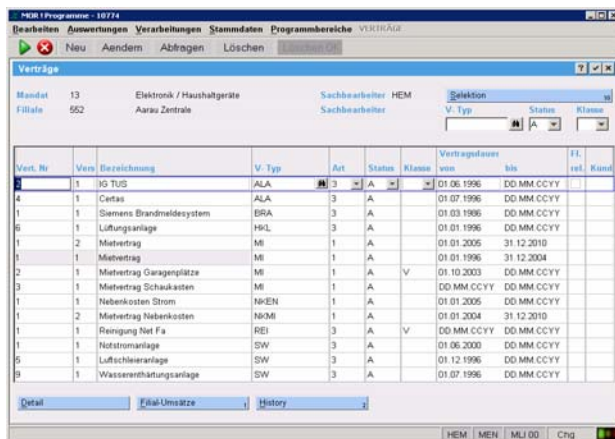 MOR ! Programme - 10774
Bearbeiten Auswertungen Verarbeitungen Stammdaten Programmbereiche VERTRÄGE
Neu Aendern Abfragen Löschen Löschen OK
Verträge
Mandat 13 Elektronik / Haushaltgeräte Sachbearbeiter HEM Selektion
Filiale 552 Aarau Zentrale Sachbearbeiter V- Typ Status Klasse
A
Vertragsdauer Fl.
Vert. Nr Vers Bezeichnung V- Typ Art Status Klasse von bis rel. Kund
1 IG TUS ALA 3 A 01.06.1996 DD.MM.CCYY
4 1 Certas ALA 3 A 01.07.1996 DD.MM.CCYY
1 1 Siemens Brandmeldesystem BRA 3 A 01.03.1986 DD.MM.CCYY
6 1 Lüftungsanlage HKL 3 A 01.01.1996 DD.MM.CCYY
1 2 Mietvertrag MI 1 A 01.01.2005 31.12.2010
1 1 Mietvertrag MI 1 A 01.01.1996 31.12.2004
2 1 Mietvertrag Garagenplätze MI 1 A V 01.10.2003 DD.MM.CCYY
3 1 Mietvertrag Schaukasten MI 1 A DD.MM.CCYY DD.MM.CCYY
1 1 Nebenkosten Strom NKEN 1 A 01.01.2005 DD.MM.CCYY
1 2 Mietvertrag Nebenkosten NKMI 1 A 01.01.2004 31.12.2010
1 1 Reinigung Net Fa REI 3 A V DD.MM.CCYY DD.MM.CCYY
1 1 Notstromanlage SW 3 A 01.06.2000 DD.MM.CCYY
5 1 Luftschleieranlage SW 3 A 01.12.1996 DD.MM.CCYY
9 1 Wasserenthärtungsanlage SW 3 A 01.07.1996 DD.MM.CCYY
Detail Filial-Umsätze 1 History 2
HEM MEN MLI 00 Chg